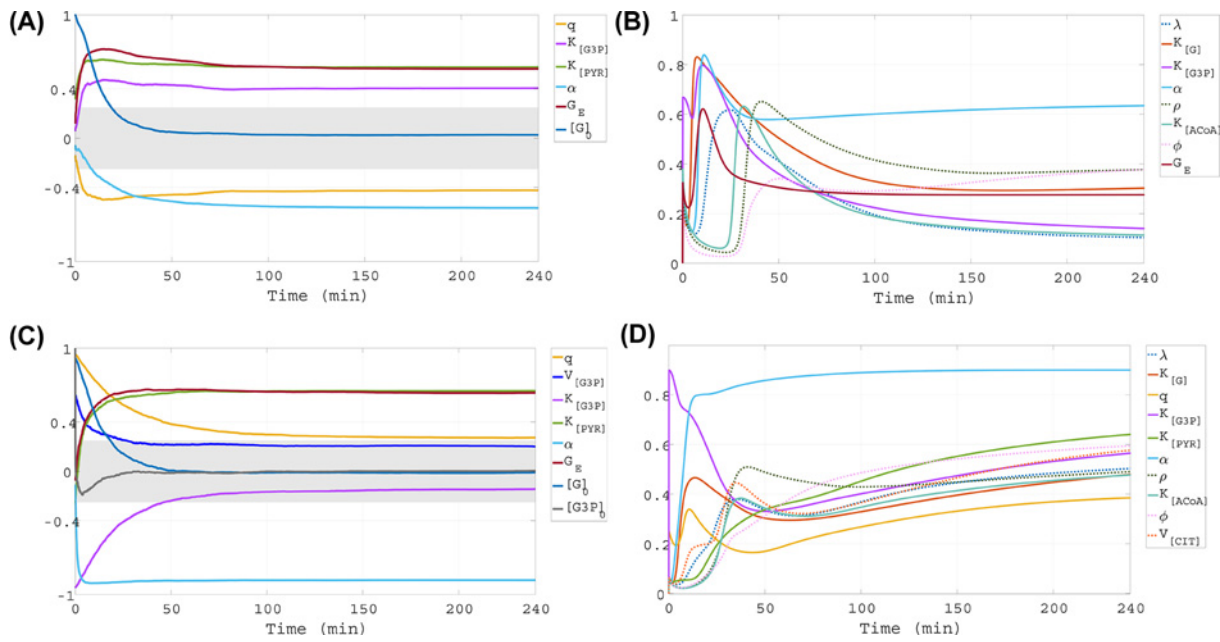 (A)
1
0.4
0
-0.4
-1
0 50 100 150 200 240
Time (min)
q
K[G3P]
K[PYR]
α
GE
[G]0
(B)
1
0.8
0.6
0.4
0.2
0
0 50 100 150 200 240
Time (min)
λ
K[G]
K[G3P]
α
ρ
K[ACoA]
ϕ
GE
(C)
1
0.4
0
-0.4
-1
0 50 100 150 200 240
Time (min)
q
V[G3P]
K[G3P]
K[PYR]
α
GE
[G]0
[G3P]0
(D)
0.8
0.6
0.4
0.2
0
0 50 100 150 200 240
Time (min)
λ
K[G]
q
K[G3P]
K[PYR]
α
ρ
K[ACoA]
ϕ
V[CIT]